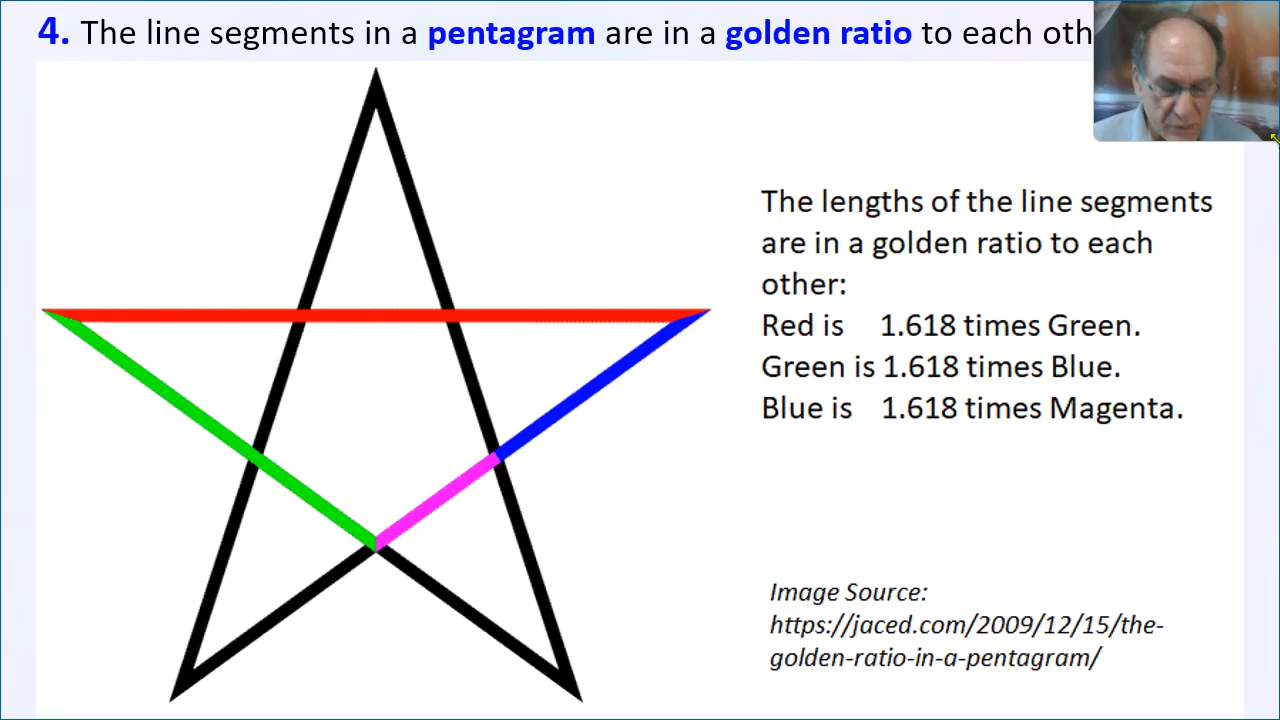 4. The line segments in a pentagram are in a golden ratio to each oth
The lengths of the line segments
are in a golden ratio to each
other:
Red is 1.618 times Green.
Green is 1.618 times Blue.
Blue is 1.618 times Magenta.
Image Source:
https://jaced.com/2009/12/15/the-
golden-ratio-in-a-pentagram/